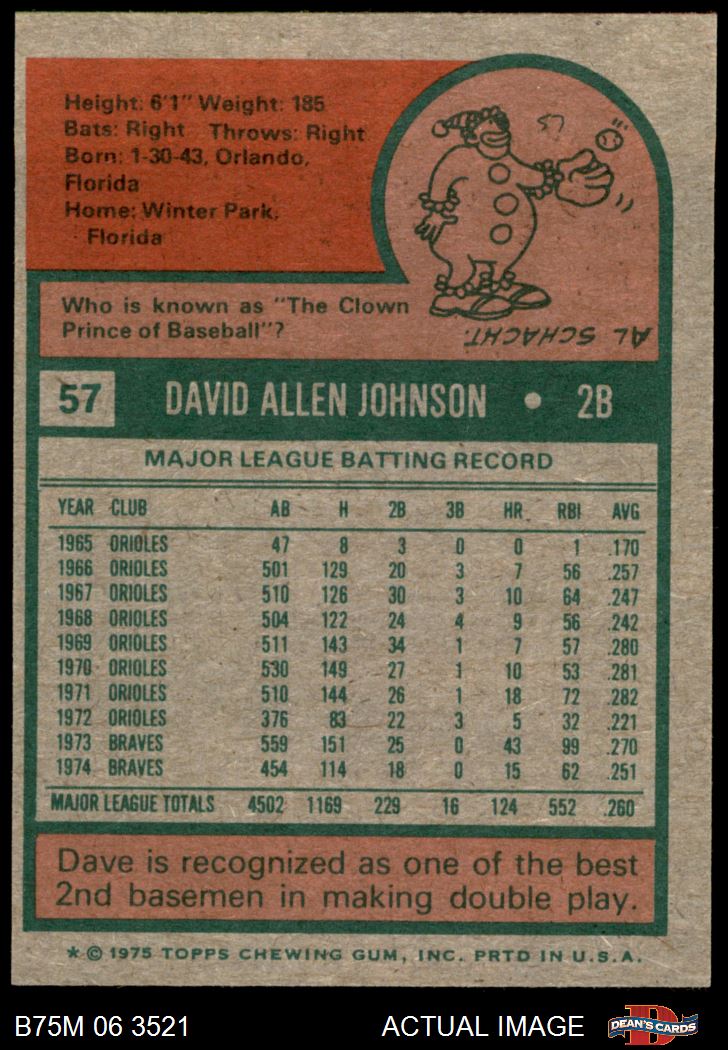 Height: 6'1" Weight: 185
Bats: Right Throws: Right
Born: 1-30-43, Orlando,
Florida
Home: Winter Park,
Florida
57
AL SCHACHT.
Who is known as "The Clown
Prince of Baseball"?
57 DAVID ALLEN JOHNSON • 2B
MAJOR LEAGUE BATTING RECORD
YEAR CLUB AB H 2B 3B HR RBI AVG
1965 ORIOLES 47 8 3 0 0 1 .170
1966 ORIOLES 501 129 20 3 7 56 .257
1967 ORIOLES 510 126 30 3 10 64 .247
1968 ORIOLES 504 122 24 4 9 56 .242
1969 ORIOLES 511 143 34 1 7 57 .280
1970 ORIOLES 530 149 27 1 10 53 .281
1971 ORIOLES 510 144 26 1 18 72 .282
1972 ORIOLES 376 83 22 3 5 32 .221
1973 BRAVES 559 151 25 0 43 99 .270
1974 BRAVES 454 114 18 0 15 62 .251
MAJOR LEAGUE TOTALS 4502 1169 229 16 124 552 .260
Dave is recognized as one of the best
2nd basemen in making double play.
* © 1975 TOPPS CHEWING GUM, INC. PRTD IN U.S.A.
B75M 06 3521 ACTUAL IMAGE DEAN'S CARDS